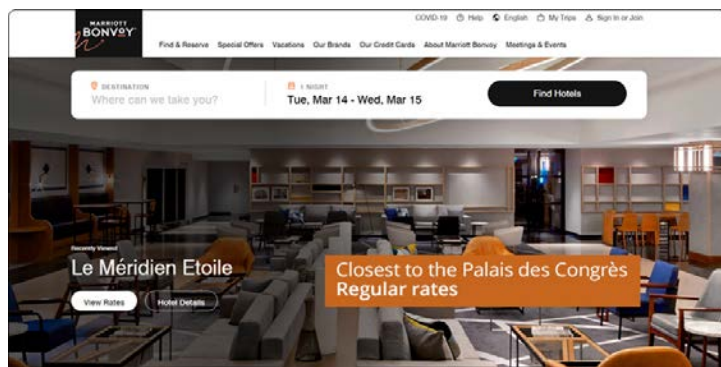 COVID-19 Help English My Trips Sign In or Join
MARRIOTT
BONVOY
Find & Reserve Special Offers Vacations Our Brands Our Credit Cards About Marriott Bonvoy Meetings & Events
DESTINATION
Where can we take you?
1 NIGHT
Tue, Mar 14 - Wed, Mar 15
Find Hotels
Recently Viewed
Le Méridien Etoile
View Rates
Hotel Details
Closest to the Palais des Congrès
Regular rates